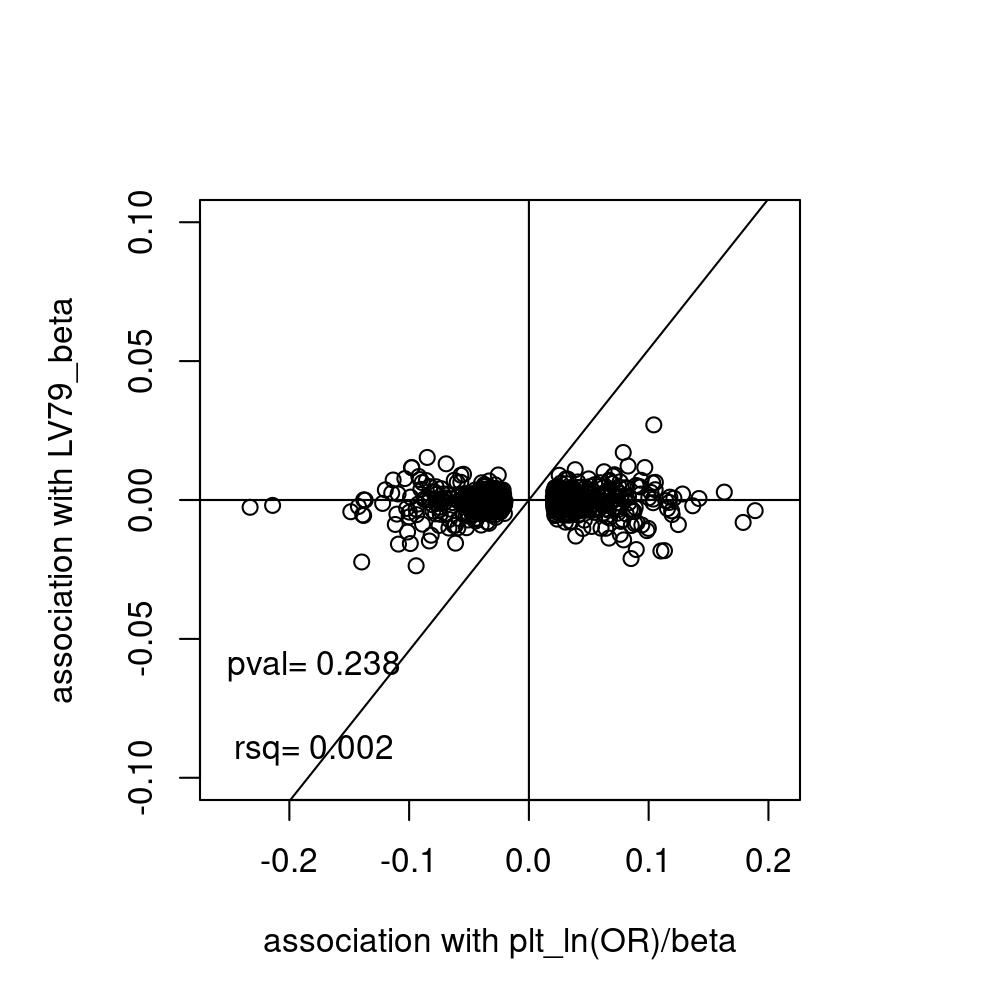 association with LV79_beta
0.10
0.05
0.00
-0.05
-0.10
pval= 0.238
rsq= 0.002
-0.2 -0.1 0.0 0.1 0.2
association with plt_ln(OR)/beta